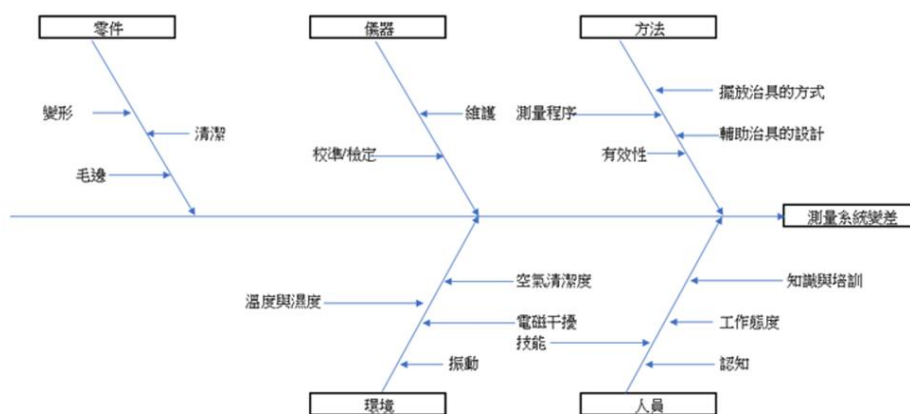 零件
儀器
方法
擺放治具的方式
變形
維護
測量程序
清潔
輔助治具的設計
校準/檢定
有效性
毛邊
測量系統變差
空氣清潔度
知識與培訓
溫度與濕度
電磁干擾
工作態度
技能
振動
認知
環境
人員